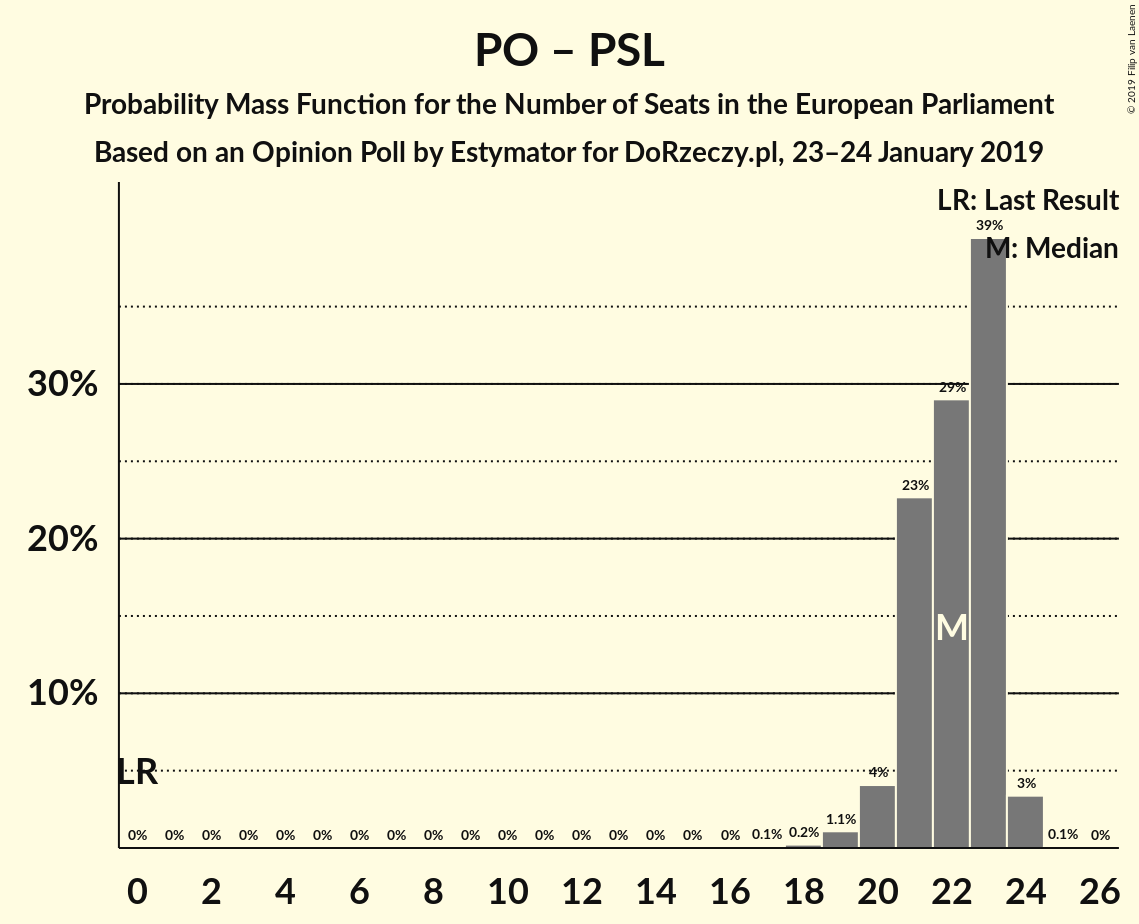 PO – PSL
Probability Mass Function for the Number of Seats in the European Parliament
Based on an Opinion Poll by Estymator for DoRzeczy.pl, 23–24 January 2019
© 2019 Filip van Laenen
LR: Last Result
M: Median
39%
30%
29%
23%
20%
M
10%
LR
4%
3%
0% 0% 0% 0% 0% 0% 0% 0% 0% 0% 0% 0% 0% 0% 0% 0% 0% 0.1% 0.2% 1.1% 0.1% 0%
0 2 4 6 8 10 12 14 16 18 20 22 24 26